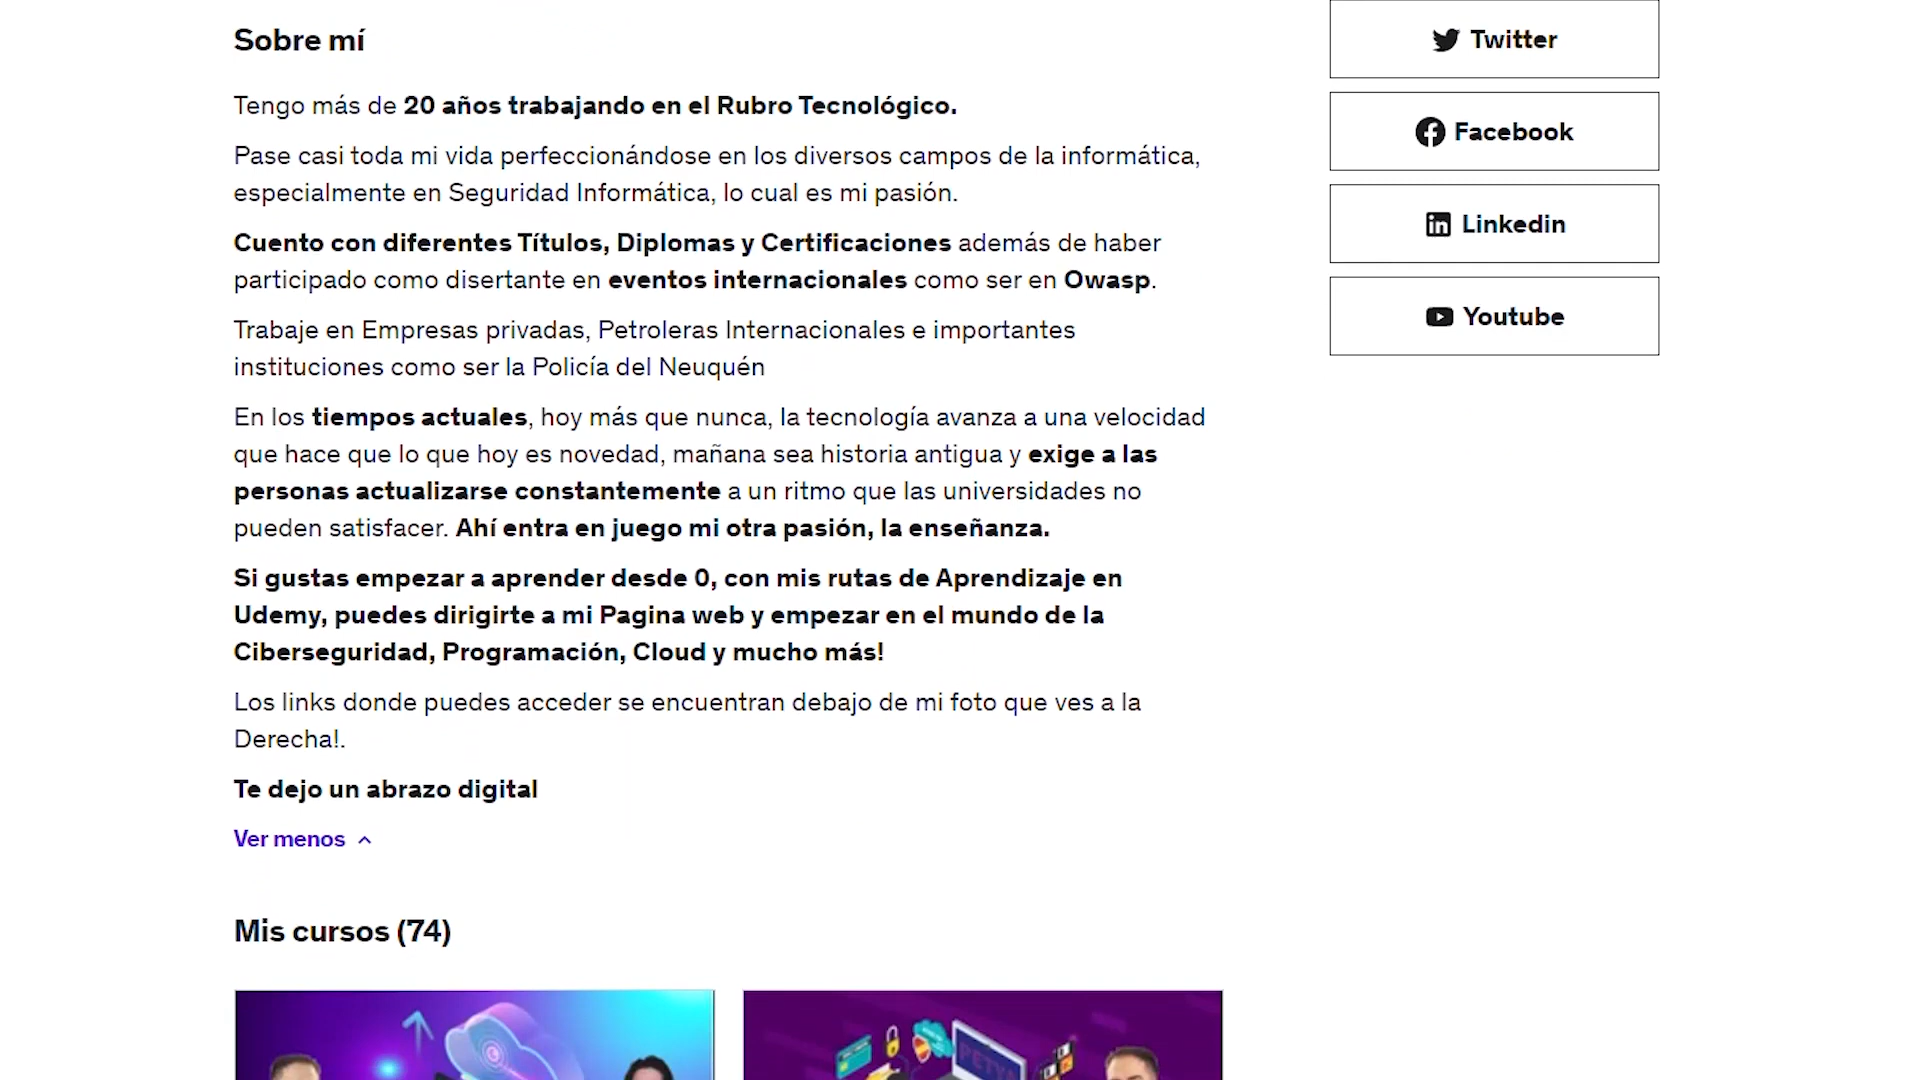 Sobre mí
Tengo más de 20 años trabajando en el Rubro Tecnológico.
Pase casi toda mi vida perfeccionándose en los diversos campos de la informática,
especialmente en Seguridad Informática, lo cual es mi pasión.
Cuento con diferentes Títulos, Diplomas y Certificaciones además de haber
participado como disertante en eventos internacionales como ser en Owasp.
Trabaje en Empresas privadas, Petroleras Internacionales e importantes
instituciones como ser la Policía del Neuquén
En los tiempos actuales, hoy más que nunca, la tecnología avanza a una velocidad
que hace que lo que hoy es novedad, mañana sea historia antigua y exige a las
personas actualizarse constantemente a un ritmo que las universidades no
pueden satisfacer. Ahí entra en juego mi otra pasión, la enseñanza.
Si gustas empezar a aprender desde 0, con mis rutas de Aprendizaje en
Udemy, puedes dirigirte a mi Pagina web y empezar en el mundo de la
Ciberseguridad, Programación, Cloud y mucho más!
Los links donde puedes acceder se encuentran debajo de mi foto que ves a la
Derecha!.
Te dejo un abrazo digital
Ver menos
Mis cursos (74)
Twitter
Facebook
Linkedin
Youtube